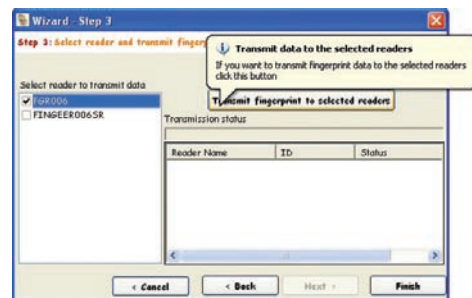 Wizard - Step 3
Step 3: Select reader and transmit finger
Transmit data to the selected readers
If you want to transmit fingerprint data to the selected readers
click this button
Select reader to transmit data
FGR006
FINGEER006SR
Transmit fingerprint to selected readers
Transmission status
Reader Name ID Status
< Cancel < Back Next > Finish